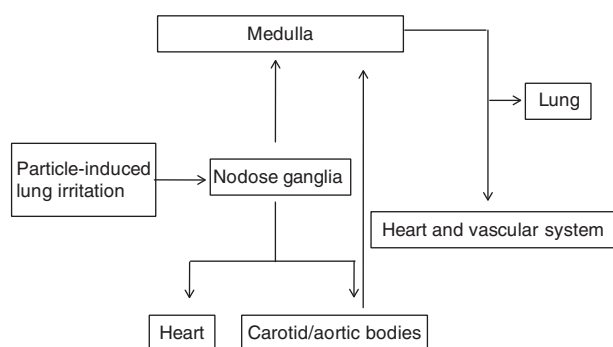 Medulla
Lung
Particle-induced
lung irritation
Nodose ganglia
Heart and vascular system
Heart
Carotid/aortic bodies